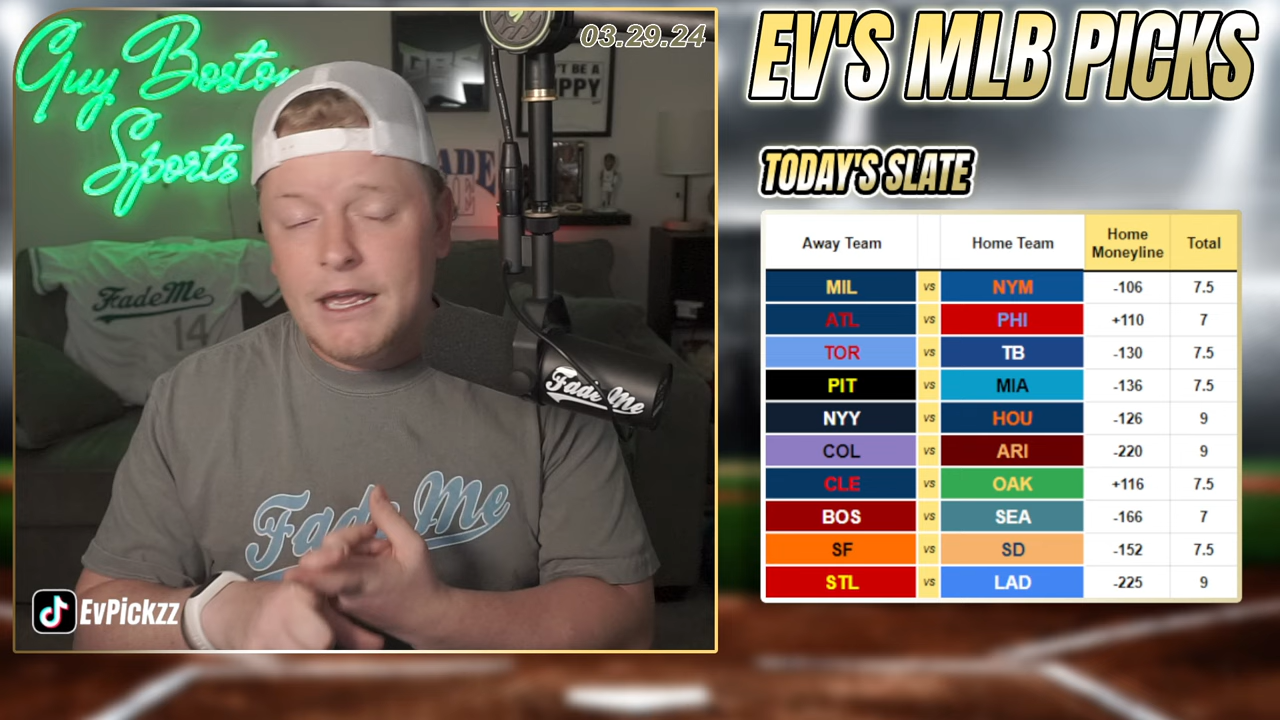 Guy Boston
Sports
03.29.24
EV'S MLB PICKS
TODAY'S SLATE
Away Team Home Team Home Moneyline Total
MIL vs NYM -106 7.5
ATL vs PHI +110 7
TOR vs TB -130 7.5
PIT vs MIA -136 7.5
NYY vs HOU -126 9
COL vs ARI -220 9
CLE vs OAK +116 7.5
BOS vs SEA -166 7
SF vs SD -152 7.5
STL vs LAD -225 9
FadeMe
14
Fade Me
Fade Me
EvPickzz